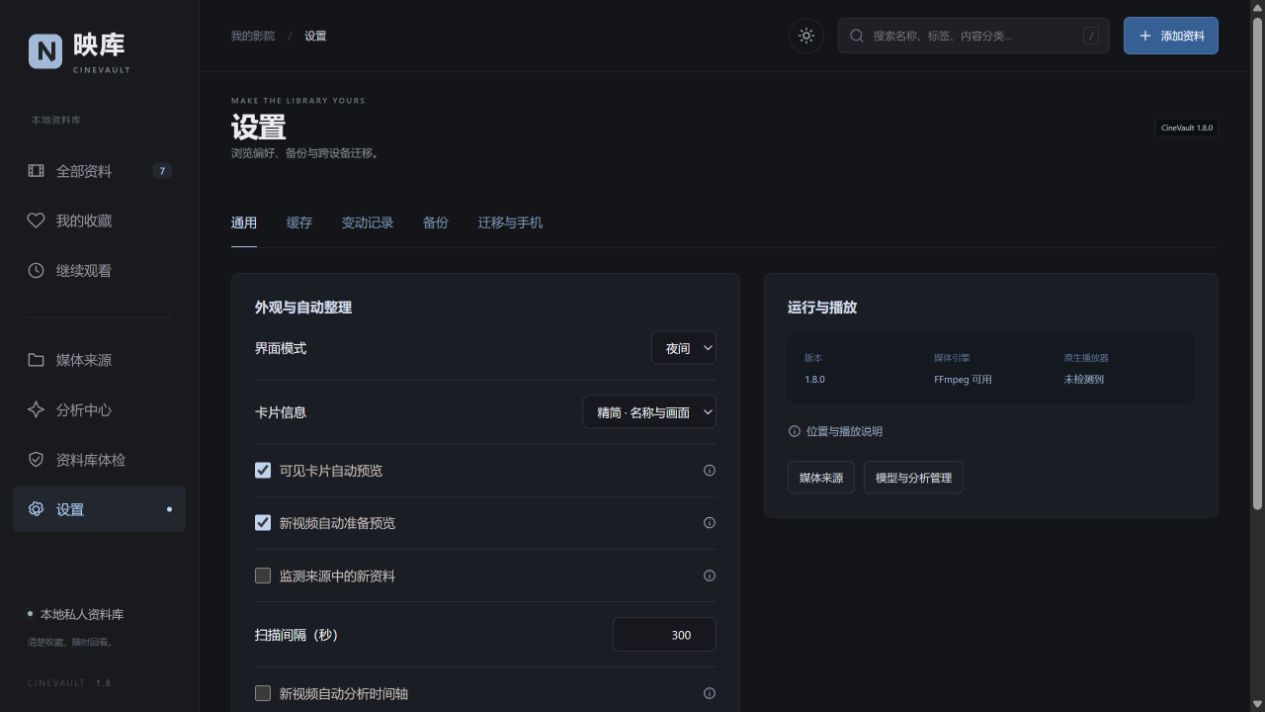 N 映库
CINEVAULT
本地资料库
全部资料 7
我的收藏
继续观看
媒体来源
分析中心
资料库体检
设置
本地私人资料库
清楚收藏，随时回看。
CINEVAULT 1.8
我的影院 / 设置
搜索名称、标签、内容分类... /
添加资料
MAKE THE LIBRARY YOURS
设置
浏览偏好、备份与跨设备迁移。
CineVault 1.8.0
通用 缓存 变动记录 备份 迁移与手机
外观与自动整理
界面模式 夜间
卡片信息 精简 · 名称与画面
可见卡片自动预览
新视频自动准备预览
监测来源中的新资料
扫描间隔（秒） 300
新视频自动分析时间轴
运行与播放
版本 媒体引擎 原生播放器
1.8.0 FFmpeg 可用 未检测到
位置与播放说明
媒体来源 模型与分析管理